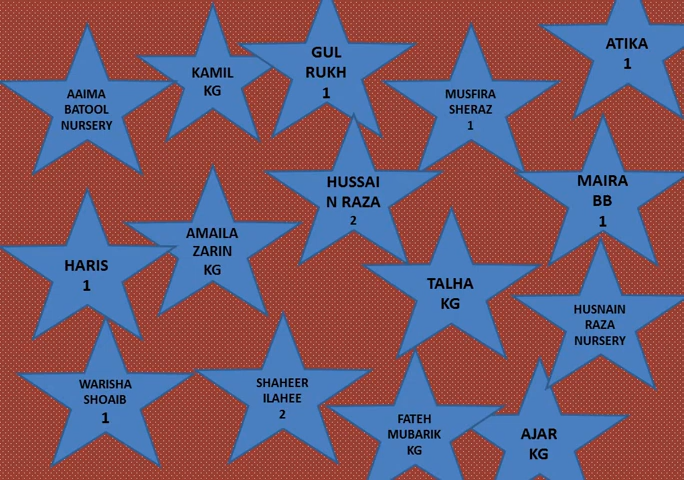 AAIMA
BATOOL
NURSERY
KAMIL
KG
GUL
RUKH
1
MUSFIRA
SHERAZ
1
ATIKA
1
HUSSAI
N RAZA
2
MAIRA
BB
1
HARIS
1
AMAILA
ZARIN
KG
TALHA
KG
HUSNAIN
RAZA
NURSERY
WARISHA
SHOAIB
1
SHAHEER
ILAHEE
2
FATEH
MUBARIK
KG
AJAR
KG